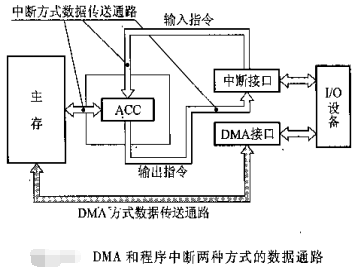 中断方式数据传送通路
输入指令
主存
ACC
中断接口
I/O
设备
DMA接口
输出指令
DMA方式数据传送通路
DMA和程序中断两种方式的数据通路